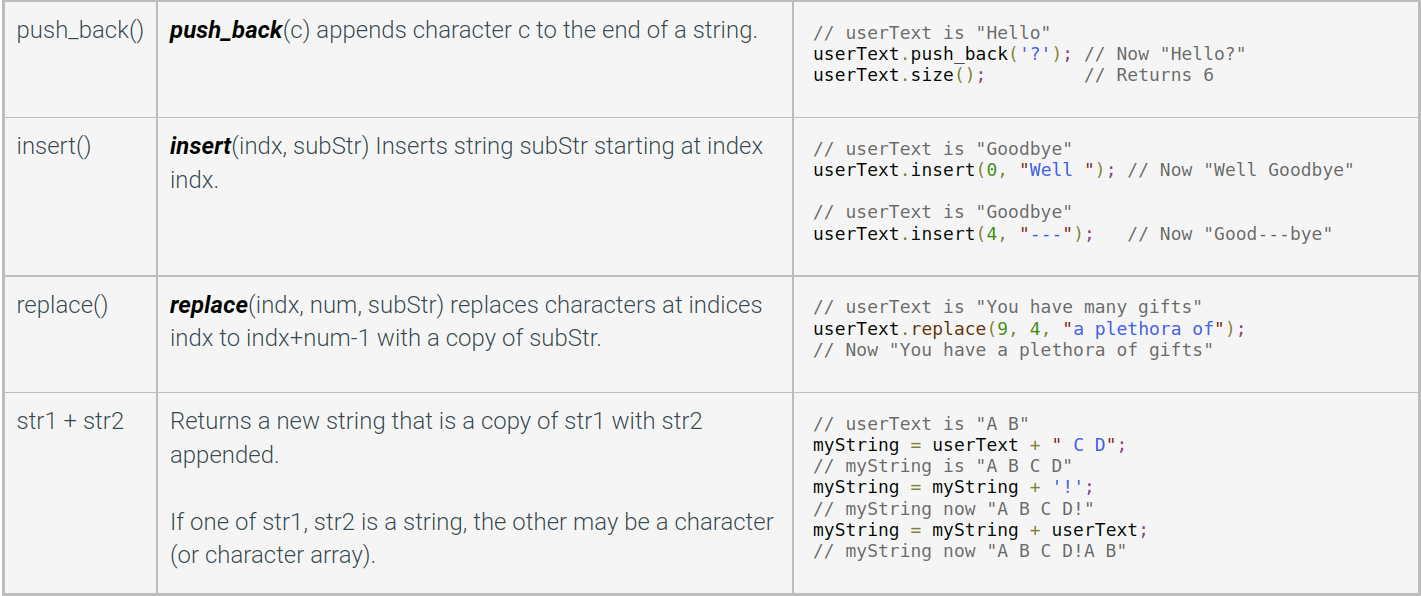 push_back()
push_back(c) appends character c to the end of a string.
// userText is "Hello"
userText.push_back('?'); // Now "Hello?"
userText.size();         // Returns 6
insert()
insert(indx, subStr) Inserts string subStr starting at index
indx.
// userText is "Goodbye"
userText.insert(0, "Well "); // Now "Well Goodbye"
// userText is "Goodbye"
userText.insert(4, "---");   // Now "Good---bye"
replace()
replace(indx, num, subStr) replaces characters at indices
indx to indx+num-1 with a copy of subStr.
// userText is "You have many gifts"
userText.replace(9, 4, "a plethora of");
// Now "You have a plethora of gifts"
str1 + str2
Returns a new string that is a copy of str1 with str2
appended.
If one of str1, str2 is a string, the other may be a character
(or character array).
// userText is "A B"
myString = userText + " C D";
// myString is "A B C D"
myString = myString + '!';
// myString now "A B C D!"
myString = myString + userText;
// myString now "A B C D!A B"